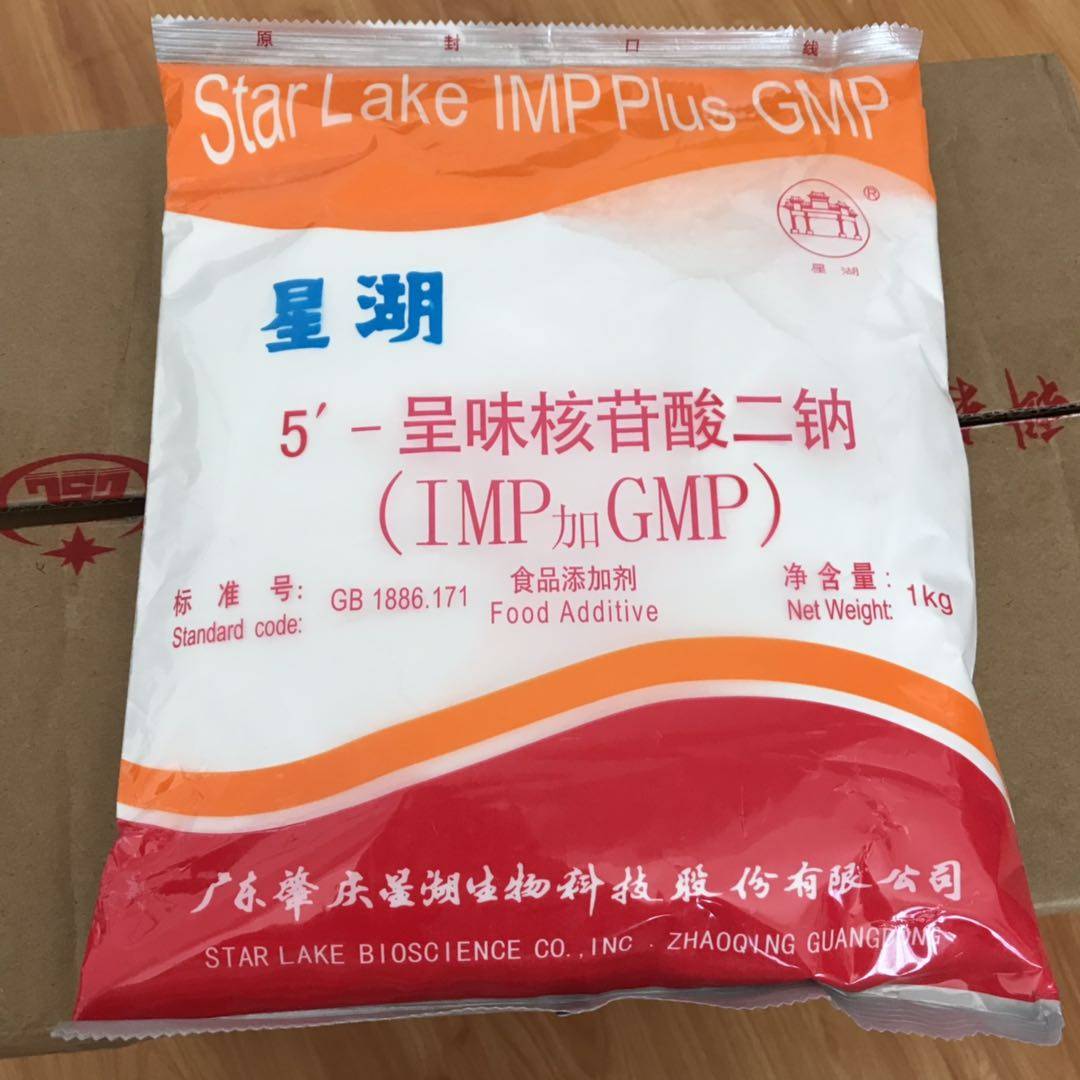 原封口线
Star Lake IMP Plus GMP
®
星湖
星湖
5′-呈味核苷酸二钠
(IMP加GMP)
标准号: GB 1886.171
Standard code:
食品添加剂
Food Additive
净含量: 1kg
Net Weight:
广东肇庆星湖生物科技股份有限公司
STAR LAKE BIOSCIENCE CO.,INC · ZHAOQING GUANGDONG